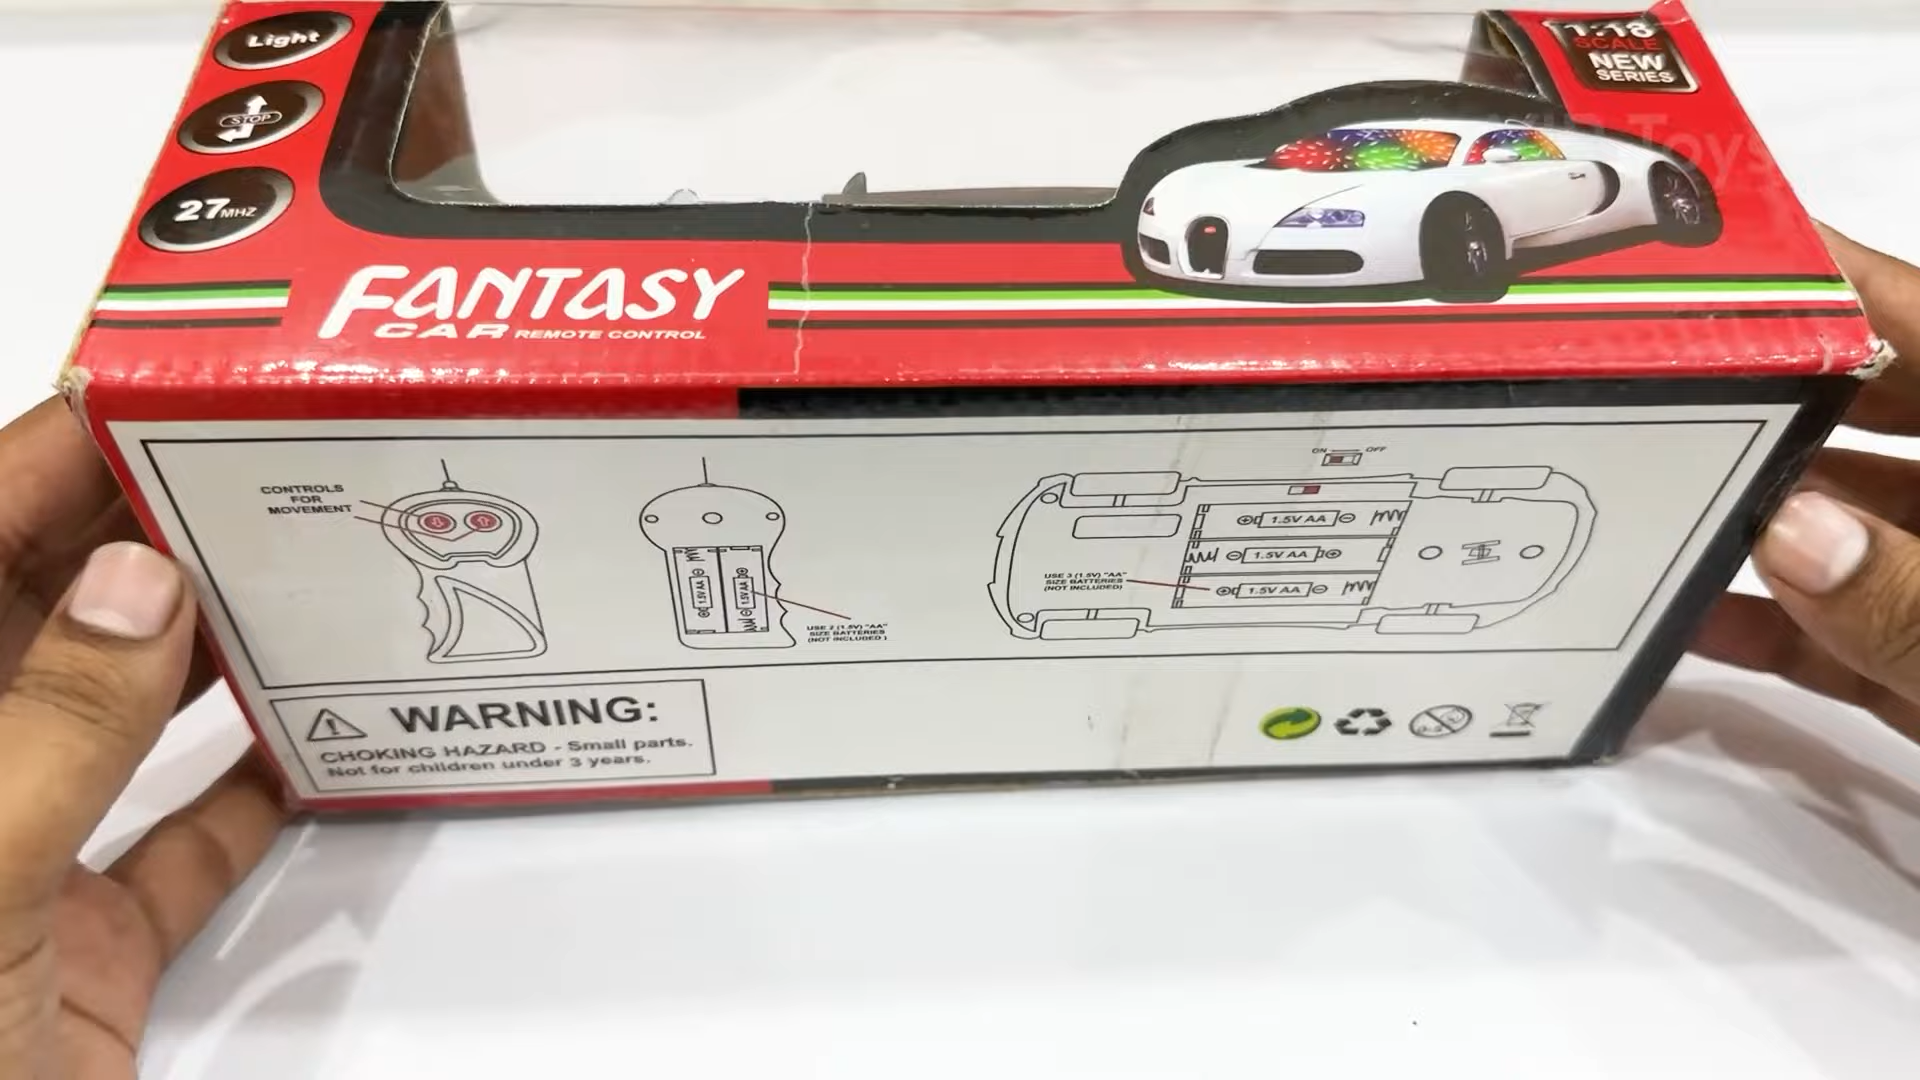 Light
STOP
27MHZ
1:18
SCALE
NEW
SERIES
FANTASY
CAR REMOTE CONTROL
CONTROLS
FOR
MOVEMENT
1.5V AA
1.5V AA
USE 2 (1.5V) "AA"
SIZE BATTERIES
(NOT INCLUDED)
ON OFF
1.5V AA
1.5V AA
1.5V AA
USE 3 (1.5V) "AA"
SIZE BATTERIES
(NOT INCLUDED)
WARNING:
CHOKING HAZARD - Small parts.
Not for children under 3 years.